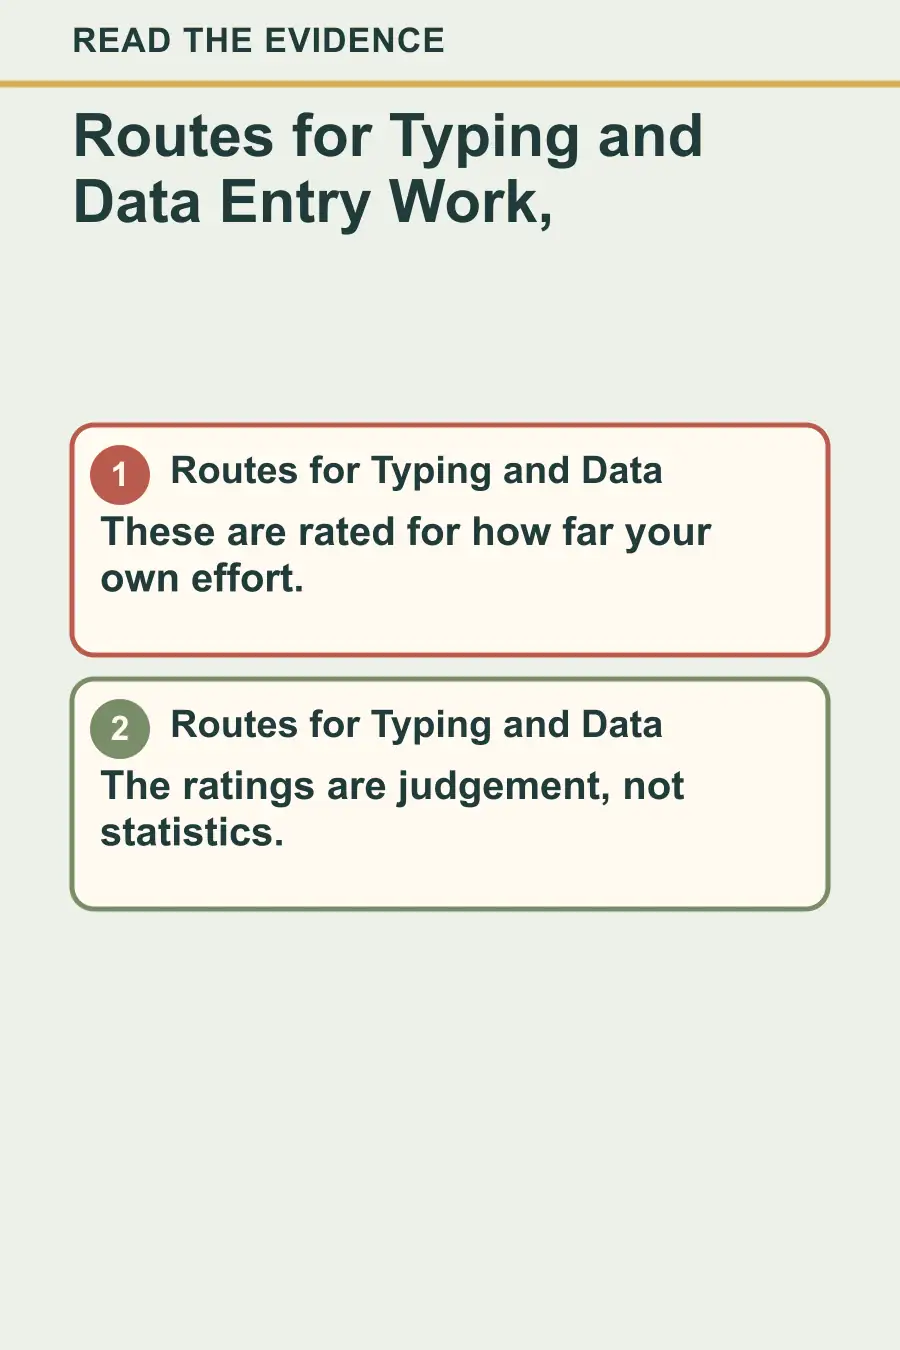 READ THE EVIDENCE
Routes for Typing and
Data Entry Work,
1 Routes for Typing and Data
These are rated for how far your
own effort.
2 Routes for Typing and Data
The ratings are judgement, not
statistics.